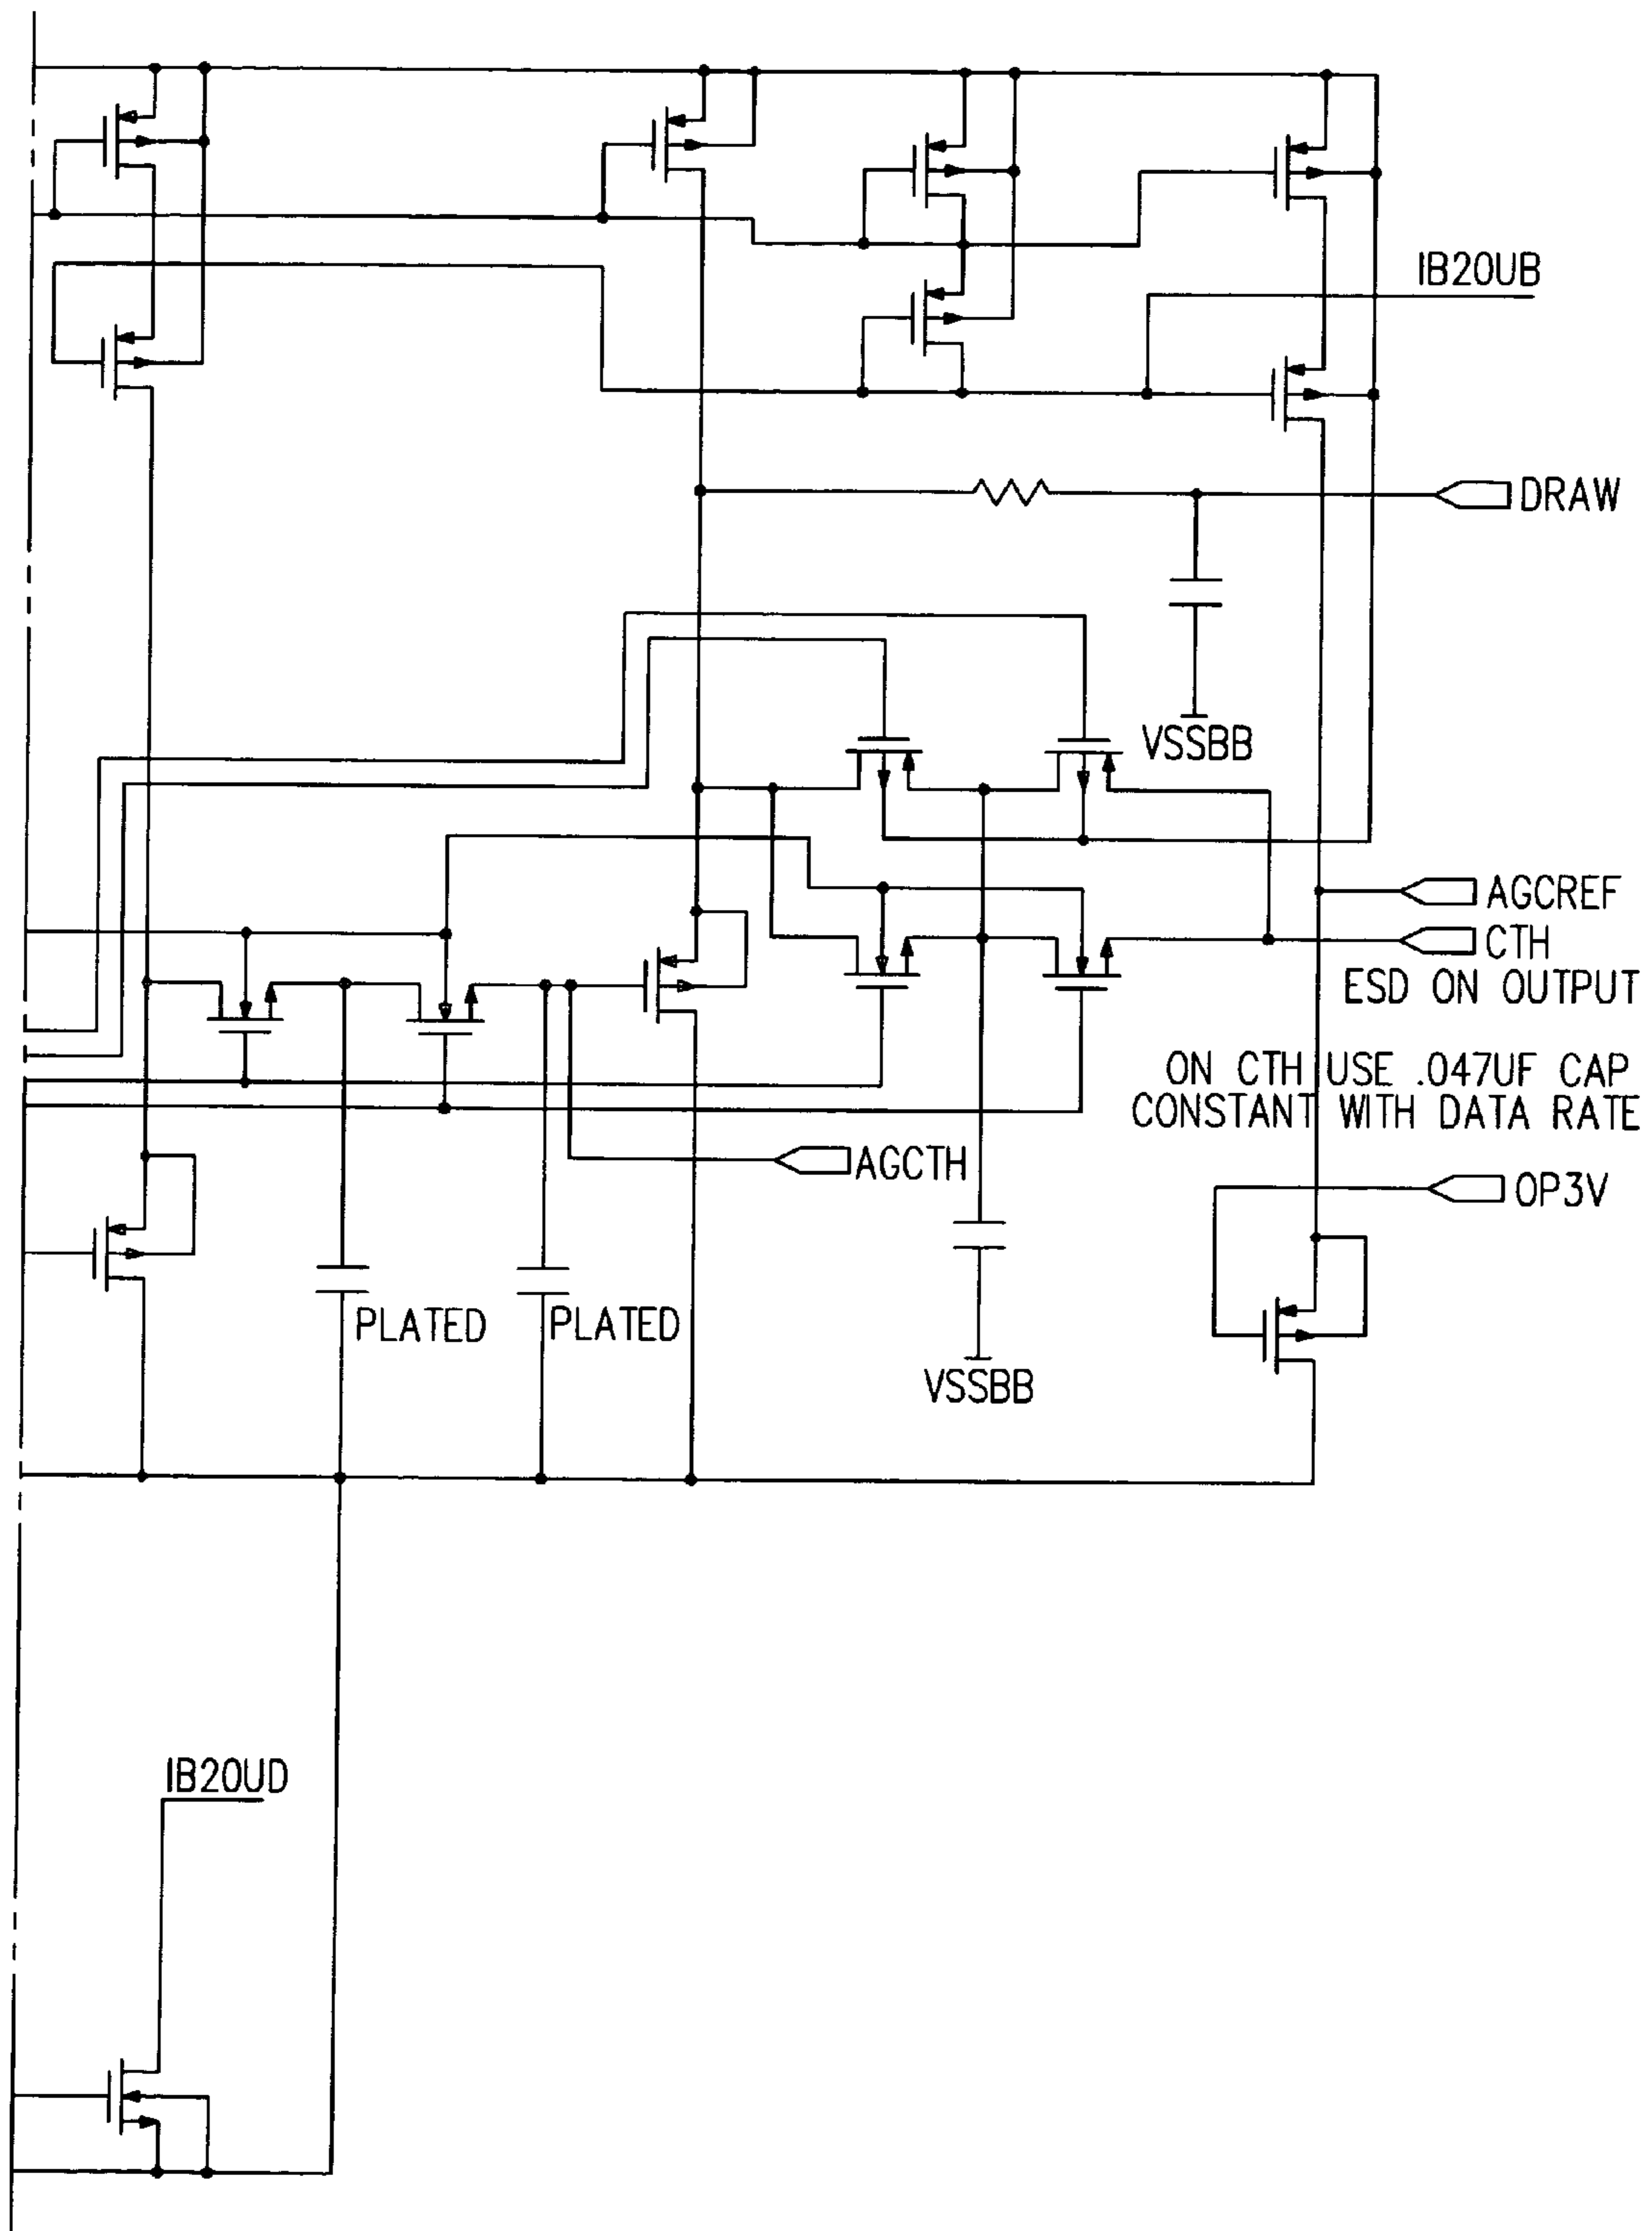 IB20UB
DRAW
VSSBB
AGCREF
CTH
ESD ON OUTPUT
ON CTH USE .047UF CAP
CONSTANT WITH DATA RATE
AGCTH
OP3V
PLATED
PLATED
VSSBB
IB20UD